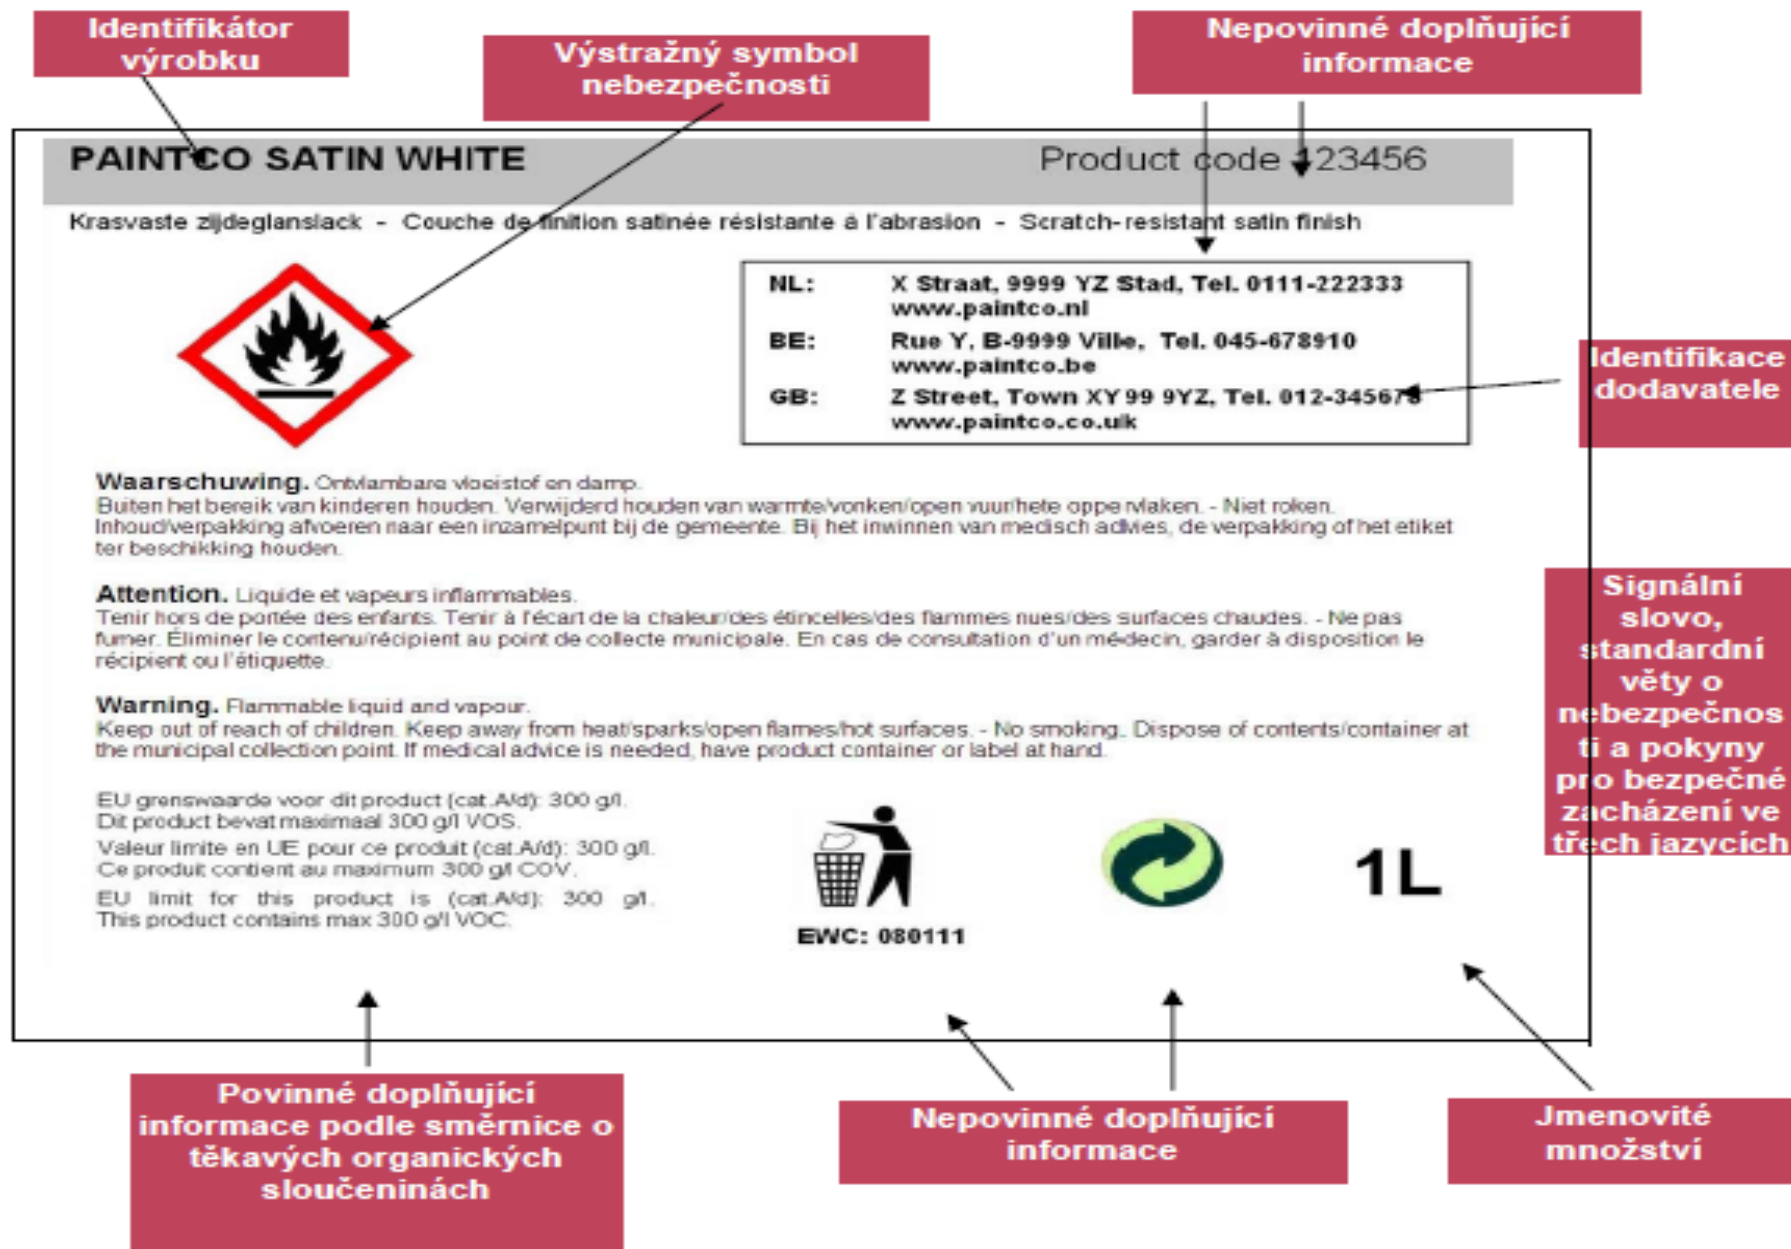 Identifikátor
výrobku
Výstražný symbol
nebezpečnosti
Nepovinné doplňující
informace
PAINTCO SATIN WHITE
Product code 123456
Krasvaste zijdeglanslack - Couche de finition satinée résistante à l'abrasion - Scratch-resistant satin finish
NL: X Straat, 9999 YZ Stad, Tel. 0111-222333
www.paintco.nl
BE: Rue Y, B-9999 Ville, Tel. 045-678910
www.paintco.be
GB: Z Street, Town XY99 9YZ, Tel. 012-345678
www.paintco.co.uk
Identifikace
dodavatele
Waarschuwing. Ontvlambare vloeistof en damp.
Buiten het bereik van kinderen houden. Verwijderd houden van warmte/vonken/open vuur/hete oppervlaken. - Niet roken.
Inhoud/verpakking afvoeren naar een inzamelpunt bij de gemeente. Bij het inwinnen van medisch advies, de verpakking of het etiket
ter beschikking houden.
Attention. Liquide et vapeurs inflammables.
Tenir hors de portée des enfants. Tenir à l'écart de la chaleur/des étincelles/des flammes nues/des surfaces chaudes. - Ne pas
fumer. Éliminer le contenu/récipient au point de collecte municipale. En cas de consultation d'un médecin, garder à disposition le
récipient ou l'étiquette.
Warning. Flammable liquid and vapour.
Keep out of reach of children. Keep away from heat/sparks/open flames/hot surfaces. - No smoking. Dispose of contents/container at
the municipal collection point. If medical advice is needed, have product container or label at hand.
Signální
slovo,
standardní
věty o
nebezpečnos
ti a pokyny
pro bezpečné
zacházení ve
třech jazycích
EU grenswaarde voor dit product (cat.A/d): 300 g/l.
Dit product bevat maximaal 300 g/l VOS.
Valeur limite en UE pour ce produit (cat.A/d): 300 g/l.
Ce produit contient au maximum 300 g/l COV.
EU limit for this product is (cat.A/d): 300 g/l.
This product contains max 300 g/l VOC.
EWC: 080111
1L
Povinné doplňující
informace podle směrnice o
těkavých organických
sloučeninách
Nepovinné doplňující
informace
Jmenovité
množství